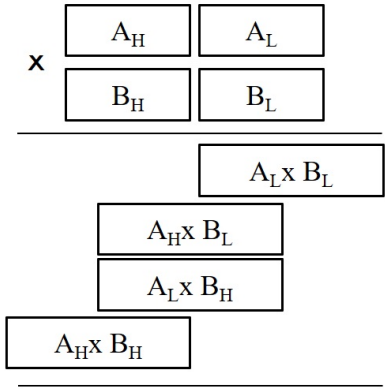 A_H A_L
x
B_H B_L
A_L x B_L
A_H x B_L
A_L x B_H
A_H x B_H